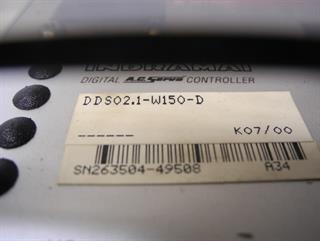 INDRAMAT
DIGITAL A.C. Servo CONTROLLER
DDS02.1-W150-D
------ K07/00
SN263504-49508 A34